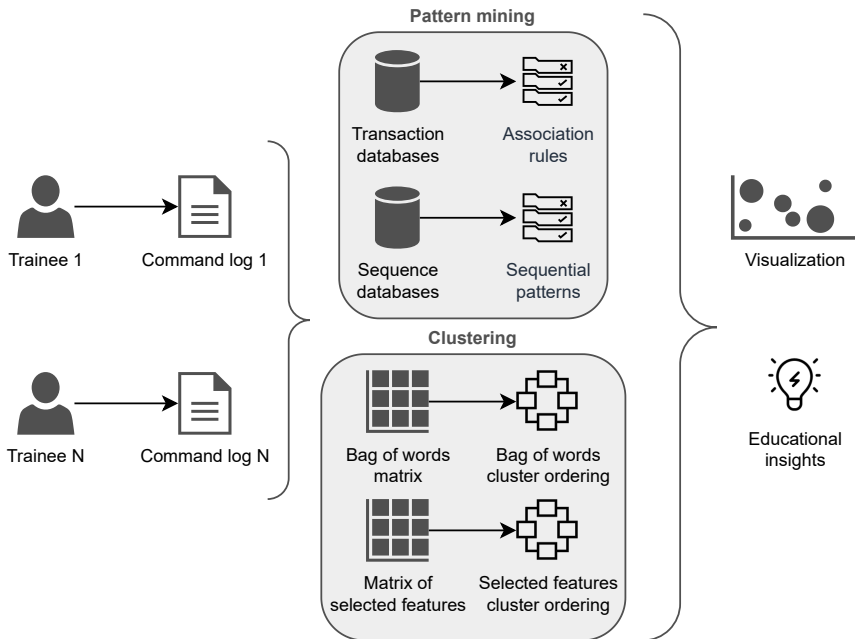 Pattern mining
Transaction
databases
Association
rules
Sequence
databases
Sequential
patterns
Trainee 1
Command log 1
Trainee N
Command log N
Clustering
Bag of words
matrix
Bag of words
cluster ordering
Matrix of
selected features
Selected features
cluster ordering
Visualization
Educational
insights